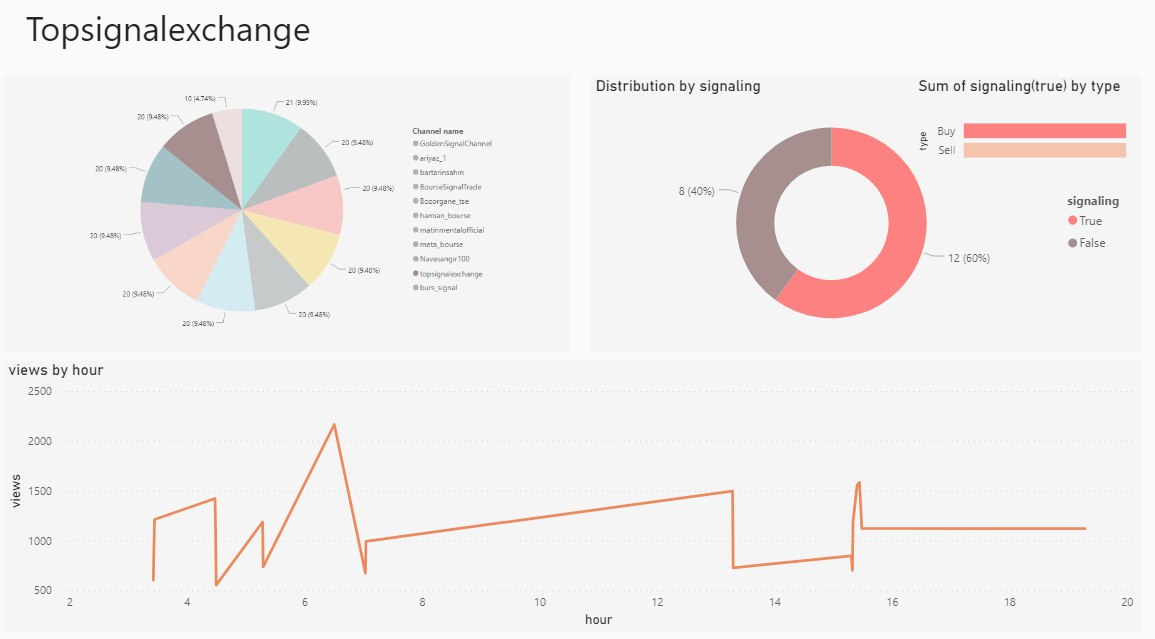 Topsignalexchange
10 (4.74%)
21 (9.95%)
20 (9.48%)
20 (9.48%)
20 (9.48%)
20 (9.48%)
20 (9.48%)
20 (9.48%)
20 (9.48%)
20 (9.48%)
20 (9.48%)
20 (9.48%)
Channel name
GoldenSignalChannel
ariyaz_1
bartarinsahm
BourseSignalTrade
Bozorgane_tse
hamian_bourse
matinmentalofficial
meta_bourse
Navasangir100
topsignalexchange
burs_signal
Distribution by signaling
8 (40%)
12 (60%)
Sum of signaling(true) by type
type
Buy
Sell
signaling
True
False
views by hour
views
2500
2000
1500
1000
500
2 4 6 8 10 12 14 16 18 20
hour